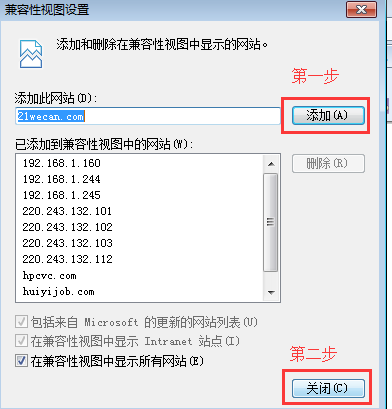 兼容性视图设置
添加和删除在兼容性视图中显示的网站。
第一步
添加此网站(D):
21wecan.com
添加(A)
已添加到兼容性视图中的网站(W):
192.168.1.160
删除(R)
192.168.1.244
192.168.1.245
220.243.132.101
220.243.132.102
220.243.132.103
220.243.132.112
hpcvc.com
huiyijob.com
包括来自 Microsoft 的更新的网站列表(U)
在兼容性视图中显示 Intranet 站点(I)
第二步
在兼容性视图中显示所有网站(E)
关闭(C)